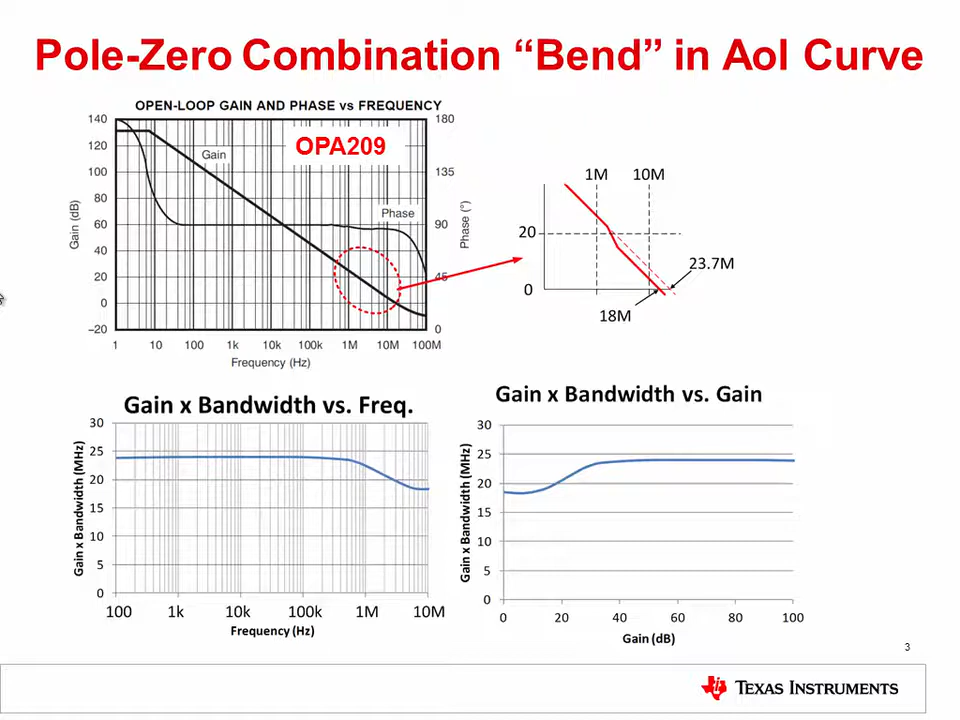 Pole-Zero Combination “Bend” in Aol Curve
OPEN-LOOP GAIN AND PHASE vs FREQUENCY
OPA209
Gain
Phase
Gain (dB)
140
120
100
80
60
40
20
0
–20
180
135
90
45
0
Phase (°)
1 10 100 1k 10k 100k 1M 10M 100M
Frequency (Hz)
1M 10M
20
0
23.7M
18M
Gain x Bandwidth vs. Freq.
Gain x Bandwidth (MHz)
30
25
20
15
10
5
0
100 1k 10k 100k 1M 10M
Frequency (Hz)
Gain x Bandwidth vs. Gain
Gain x Bandwidth (MHz)
30
25
20
15
10
5
0
0 20 40 60 80 100
Gain (dB)
3
TEXAS INSTRUMENTS